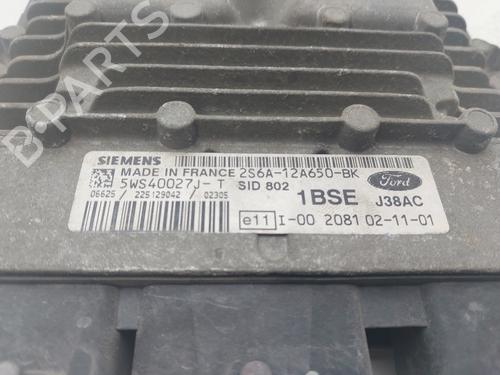 B-PARTS
SIEMENS
MADE IN FRANCE 2S6A-12A650-BK
5WS40027J-T SID 802
06625 / 225129042 / 02305
1BSE
Ford
J38AC
e11 I-00 2081 02-11-01